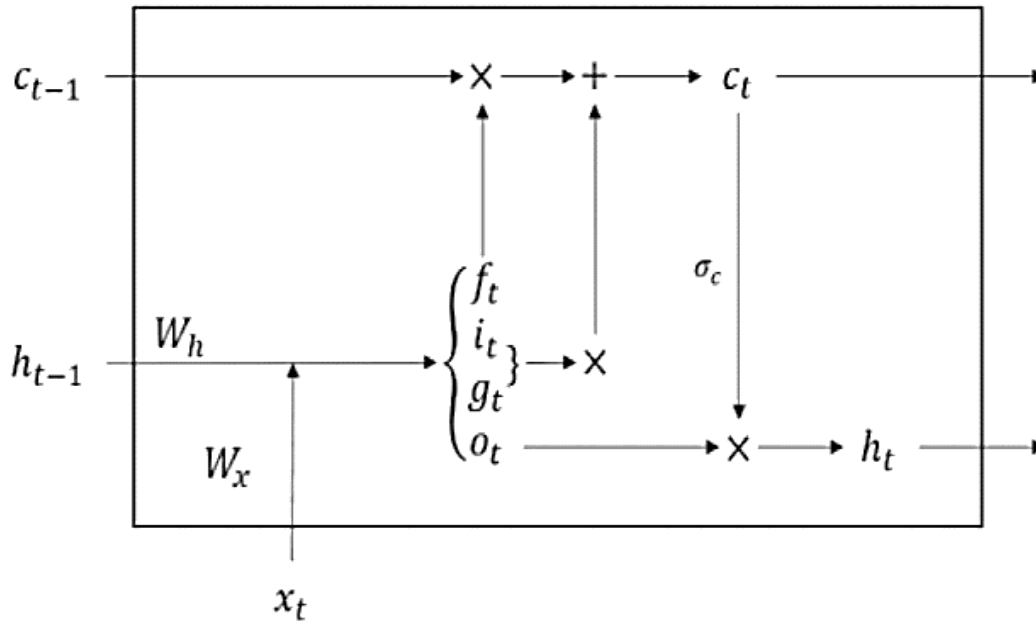 c_{t-1} × + c_t
σ_c
f_t
W_h i_t
h_{t-1} { } ×
g_t
W_x o_t × h_t
x_t